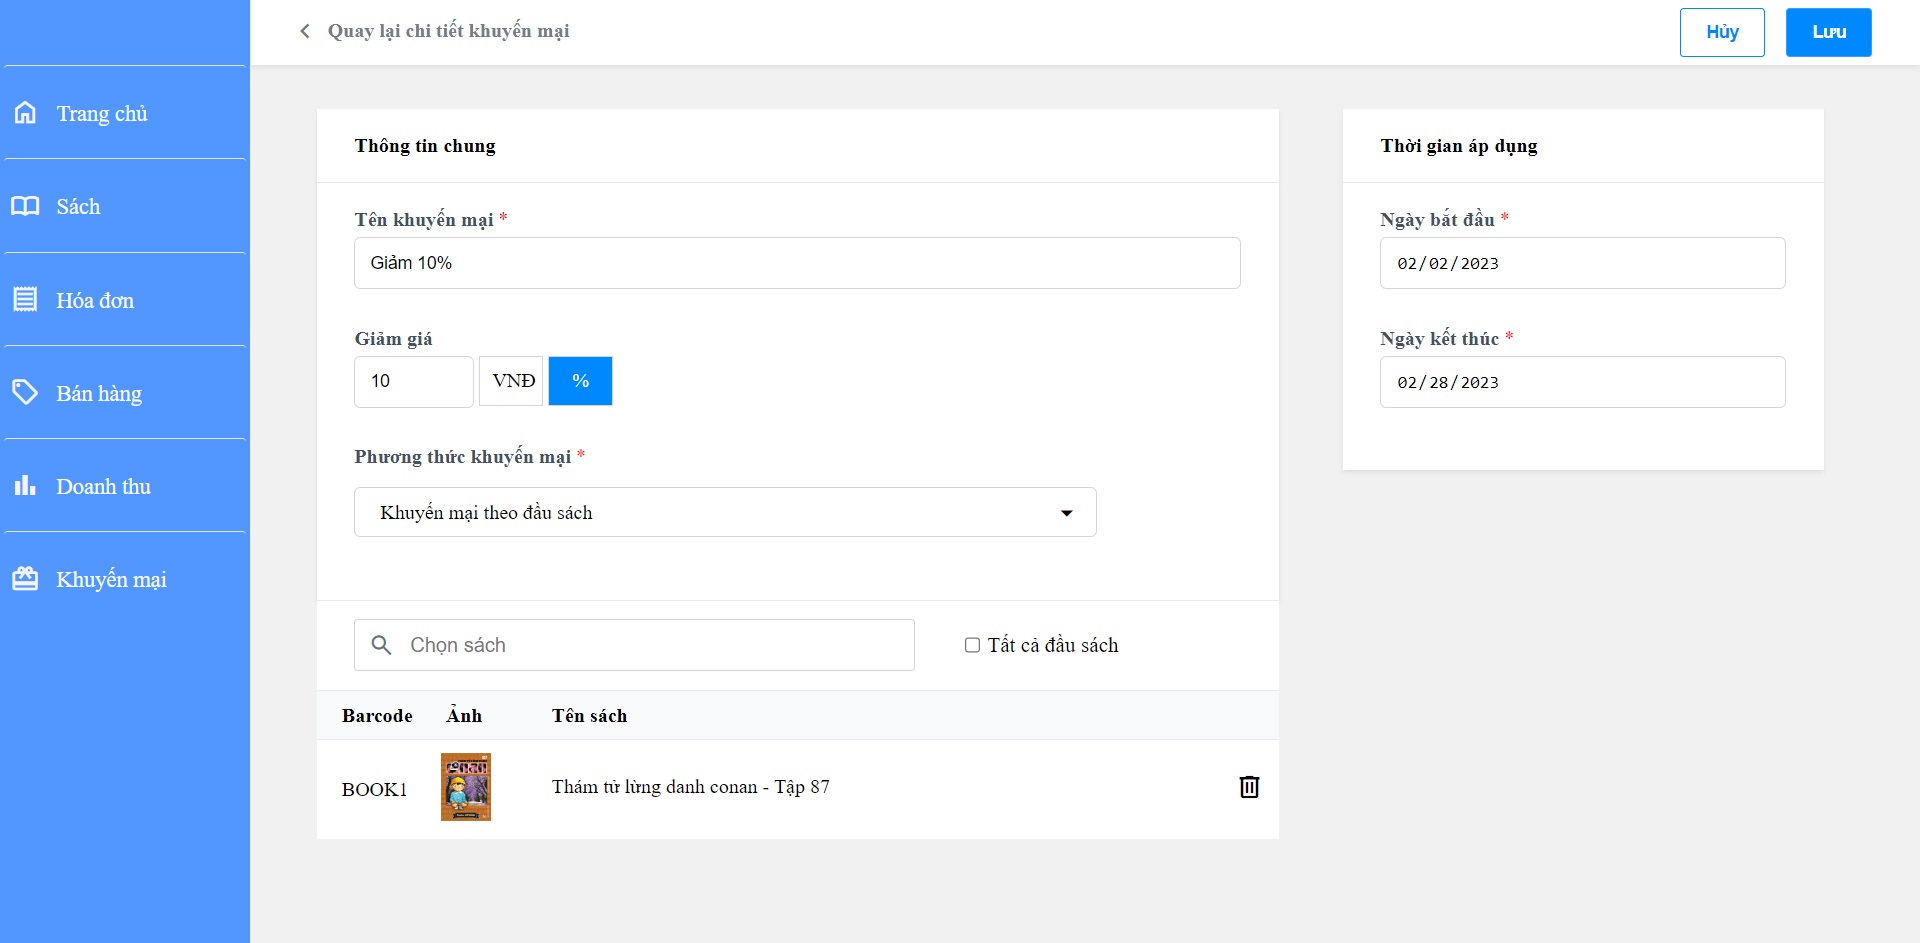 Quay lại chi tiết khuyến mại
Hủy
Lưu
Trang chủ
Sách
Hóa đơn
Bán hàng
Doanh thu
Khuyến mại
Thông tin chung
Tên khuyến mại *
Giảm 10%
Giảm giá
10 VNĐ %
Phương thức khuyến mại *
Khuyến mại theo đầu sách
Chọn sách
Tất cả đầu sách
Barcode Ảnh Tên sách
BOOK1 Thám tử lừng danh conan - Tập 87
Thời gian áp dụng
Ngày bắt đầu *
02/02/2023
Ngày kết thúc *
02/28/2023